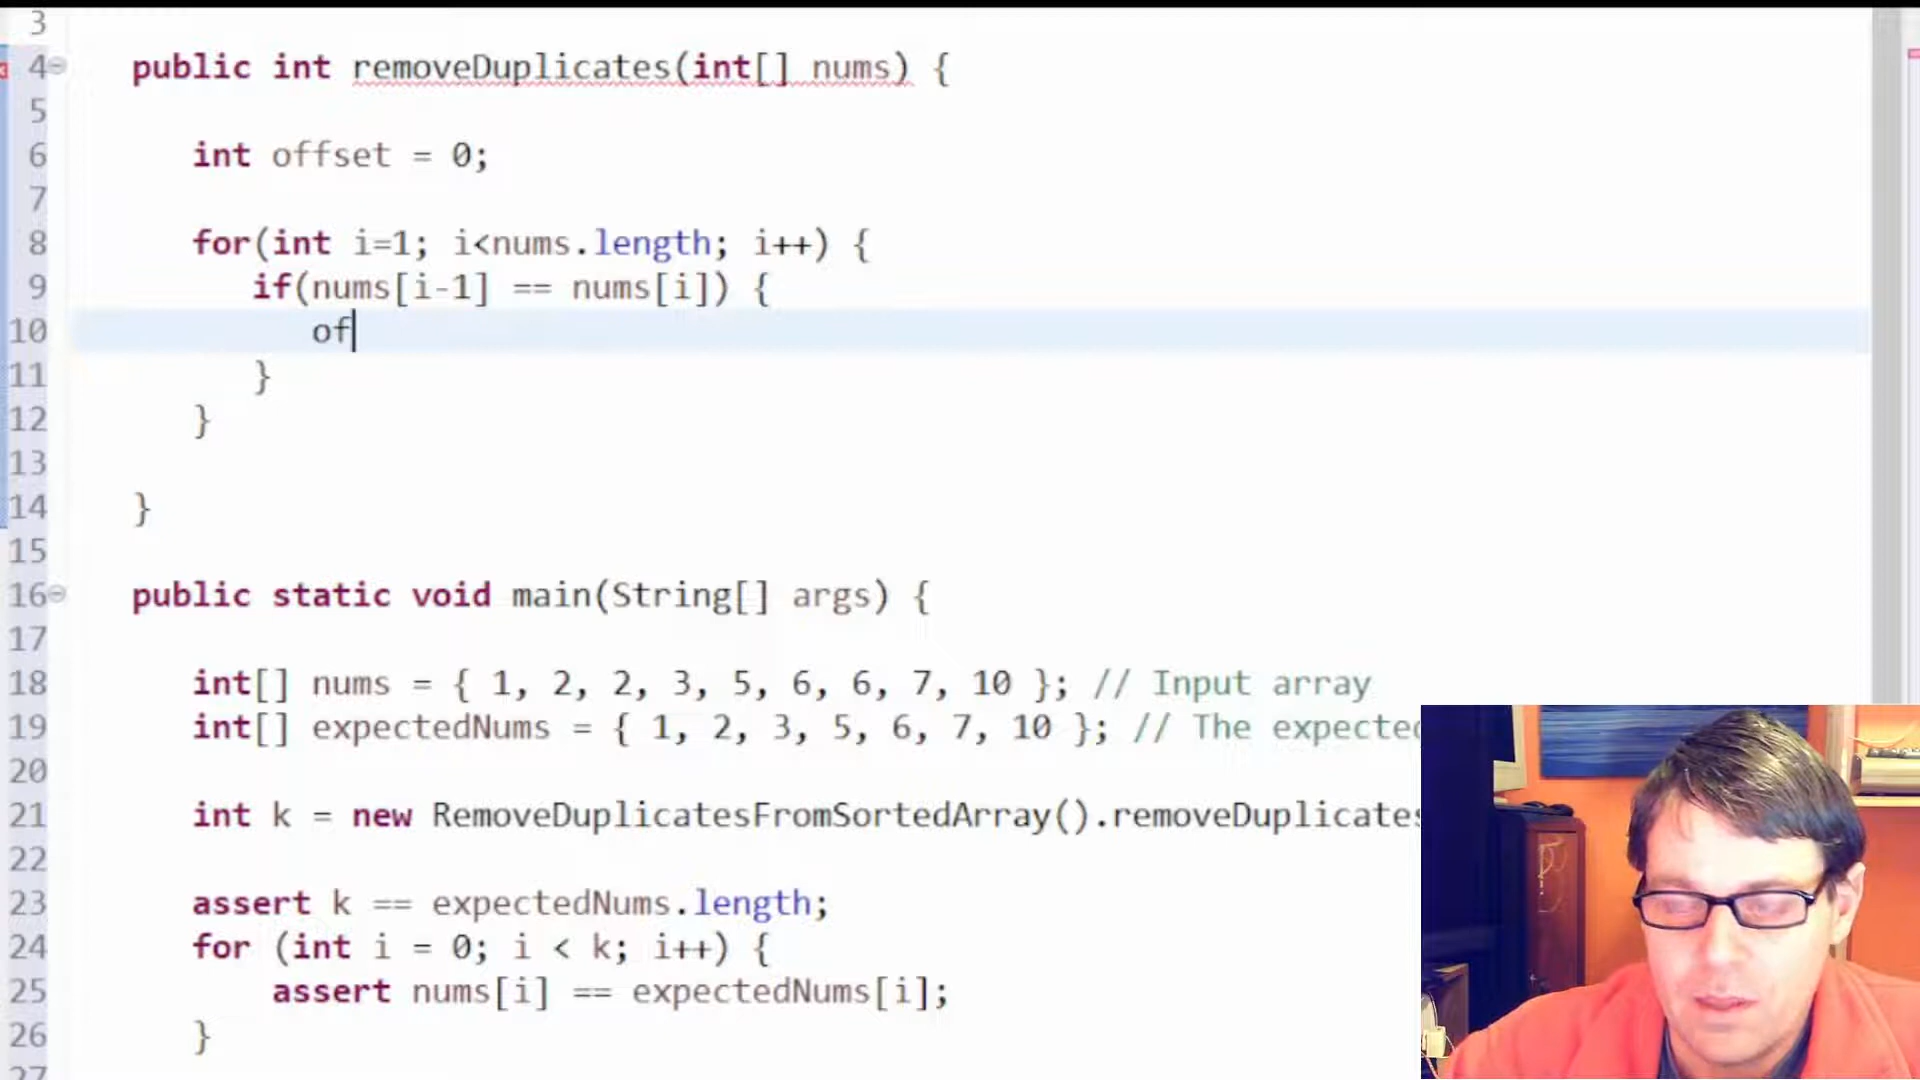 3
4 public int removeDuplicates(int[] nums) {
5
6 int offset = 0;
7
8 for(int i=1; i<nums.length; i++) {
9 if(nums[i-1] == nums[i]) {
10 of
11 }
12 }
13
14 }
15
16 public static void main(String[] args) {
17
18 int[] nums = { 1, 2, 2, 3, 5, 6, 6, 7, 10 }; // Input array
19 int[] expectedNums = { 1, 2, 3, 5, 6, 7, 10 }; // The expected
20
21 int k = new RemoveDuplicatesFromSortedArray().removeDuplicates
22
23 assert k == expectedNums.length;
24 for (int i = 0; i < k; i++) {
25 assert nums[i] == expectedNums[i];
26 }
27